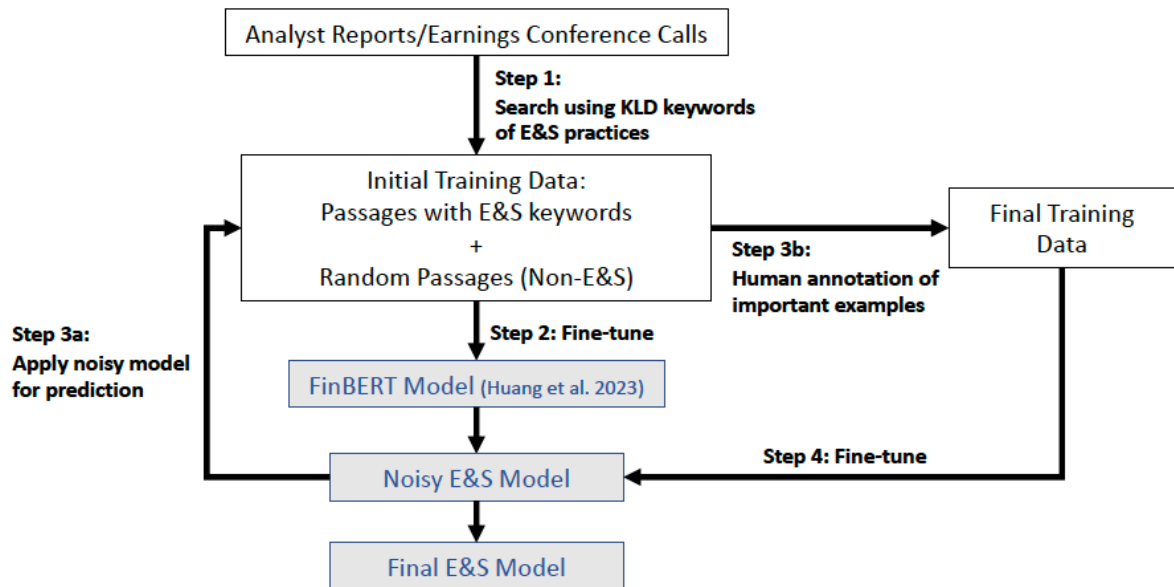 Analyst Reports/Earnings Conference Calls
Step 1:
Search using KLD keywords
of E&S practices
Initial Training Data:
Passages with E&S keywords
+
Random Passages (Non-E&S)
Final Training
Data
Step 3b:
Human annotation of
important examples
Step 3a:
Apply noisy model
for prediction
Step 2: Fine-tune
FinBERT Model (Huang et al. 2023)
Step 4: Fine-tune
Noisy E&S Model
Final E&S Model